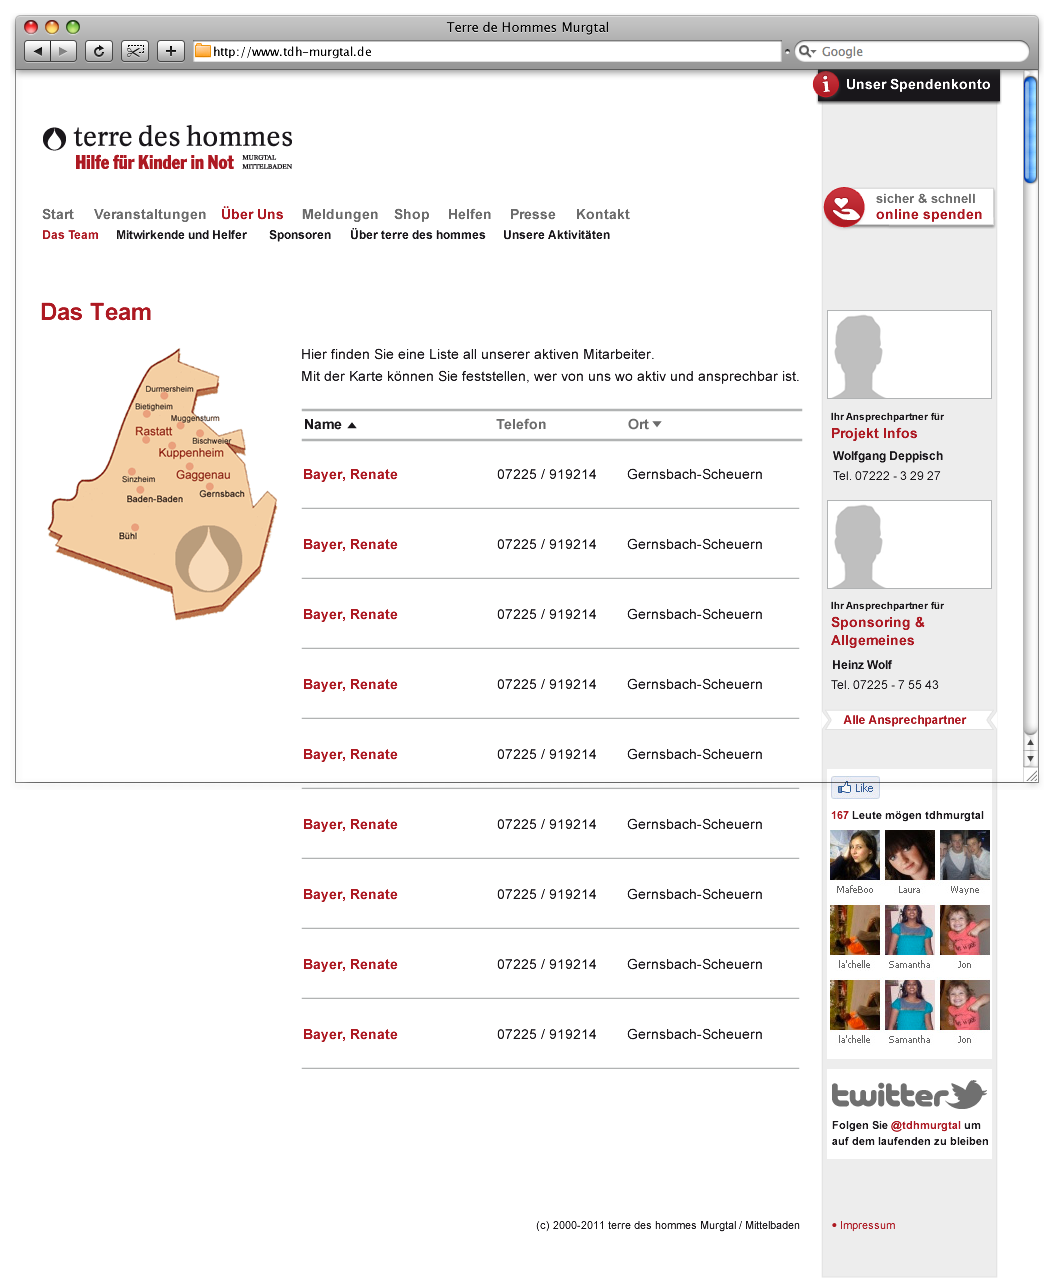 Terre de Hommes Murgtal
http://www.tdh-murgtal.de
Google
Unser Spendenkonto
terre des hommes
Hilfe für Kinder in Not MURGTAL MITTELBADEN
sicher & schnell
online spenden
Start Veranstaltungen Über Uns Meldungen Shop Helfen Presse Kontakt
Das Team Mitwirkende und Helfer Sponsoren Über terre des hommes Unsere Aktivitäten
Das Team
Hier finden Sie eine Liste all unserer aktiven Mitarbeiter.
Mit der Karte können Sie feststellen, wer von uns wo aktiv und ansprechbar ist.
Durmersheim
Bietigheim
Muggensturm
Rastatt
Bischweier
Kuppenheim
Gaggenau
Sinzheim
Gernsbach
Baden-Baden
Bühl
Name Telefon Ort
Bayer, Renate 07225 / 919214 Gernsbach-Scheuern
Bayer, Renate 07225 / 919214 Gernsbach-Scheuern
Bayer, Renate 07225 / 919214 Gernsbach-Scheuern
Bayer, Renate 07225 / 919214 Gernsbach-Scheuern
Bayer, Renate 07225 / 919214 Gernsbach-Scheuern
Bayer, Renate 07225 / 919214 Gernsbach-Scheuern
Bayer, Renate 07225 / 919214 Gernsbach-Scheuern
Bayer, Renate 07225 / 919214 Gernsbach-Scheuern
Bayer, Renate 07225 / 919214 Gernsbach-Scheuern
Ihr Ansprechpartner für
Projekt Infos
Wolfgang Deppisch
Tel. 07222 - 3 29 27
Ihr Ansprechpartner für
Sponsoring &
Allgemeines
Heinz Wolf
Tel. 07225 - 7 55 43
Alle Ansprechpartner
Like
167 Leute mögen tdhmurgtal
MafeBoo Laura Wayne
la'chelle Samantha Jon
la'chelle Samantha Jon
twitter
Folgen Sie @tdhmurgtal um
auf dem laufenden zu bleiben
(c) 2000-2011 terre des hommes Murgtal / Mittelbaden
• Impressum